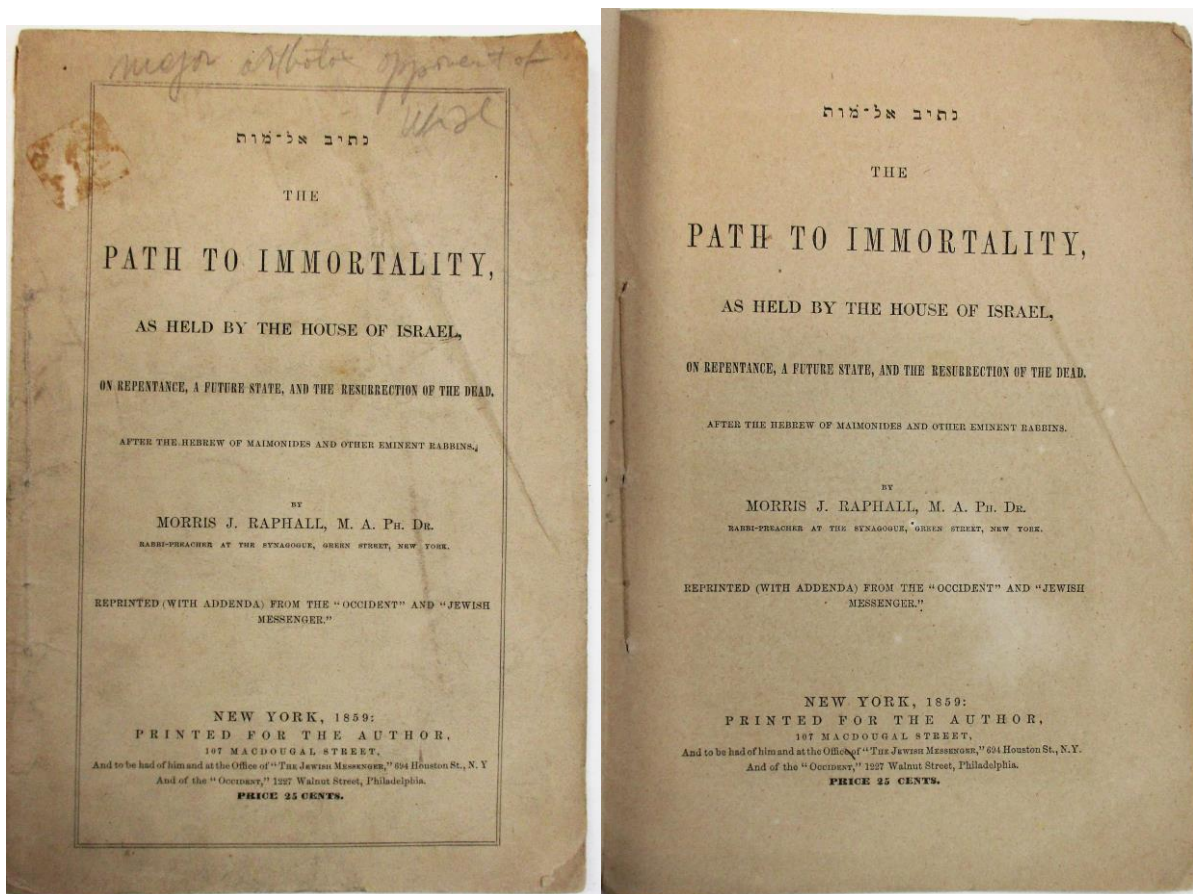 major orthodox opponent of
נתיב אל־מות
THE
PATH TO IMMORTALITY,
AS HELD BY THE HOUSE OF ISRAEL,
ON REPENTANCE, A FUTURE STATE, AND THE RESURRECTION OF THE DEAD.
AFTER THE HEBREW OF MAIMONIDES AND OTHER EMINENT RABBINS.
BY
MORRIS J. RAPHALL, M. A. PH. DR.
RABBI-PREACHER AT THE SYNAGOGUE, GREEN STREET, NEW YORK.
REPRINTED (WITH ADDENDA) FROM THE "OCCIDENT" AND "JEWISH
MESSENGER."
NEW YORK, 1859:
PRINTED FOR THE AUTHOR,
107 MACDOUGAL STREET,
And to be had of him and at the Office of "THE JEWISH MESSENGER," 694 Houston St., N. Y
And of the "OCCIDENT," 1227 Walnut Street, Philadelphia.
PRICE 25 CENTS.
נתיב אל־מות
THE
PATH TO IMMORTALITY,
AS HELD BY THE HOUSE OF ISRAEL,
ON REPENTANCE, A FUTURE STATE, AND THE RESURRECTION OF THE DEAD.
AFTER THE HEBREW OF MAIMONIDES AND OTHER EMINENT RABBINS.
BY
MORRIS J. RAPHALL, M. A. PH. DR.
RABBI-PREACHER AT THE SYNAGOGUE, GREEN STREET, NEW YORK.
REPRINTED (WITH ADDENDA) FROM THE "OCCIDENT" AND "JEWISH
MESSENGER."
NEW YORK, 1859:
PRINTED FOR THE AUTHOR,
107 MACDOUGAL STREET,
And to be had of him and at the Office of "THE JEWISH MESSENGER," 694 Houston St., N.Y.
And of the "OCCIDENT," 1227 Walnut Street, Philadelphia.
PRICE 25 CENTS.